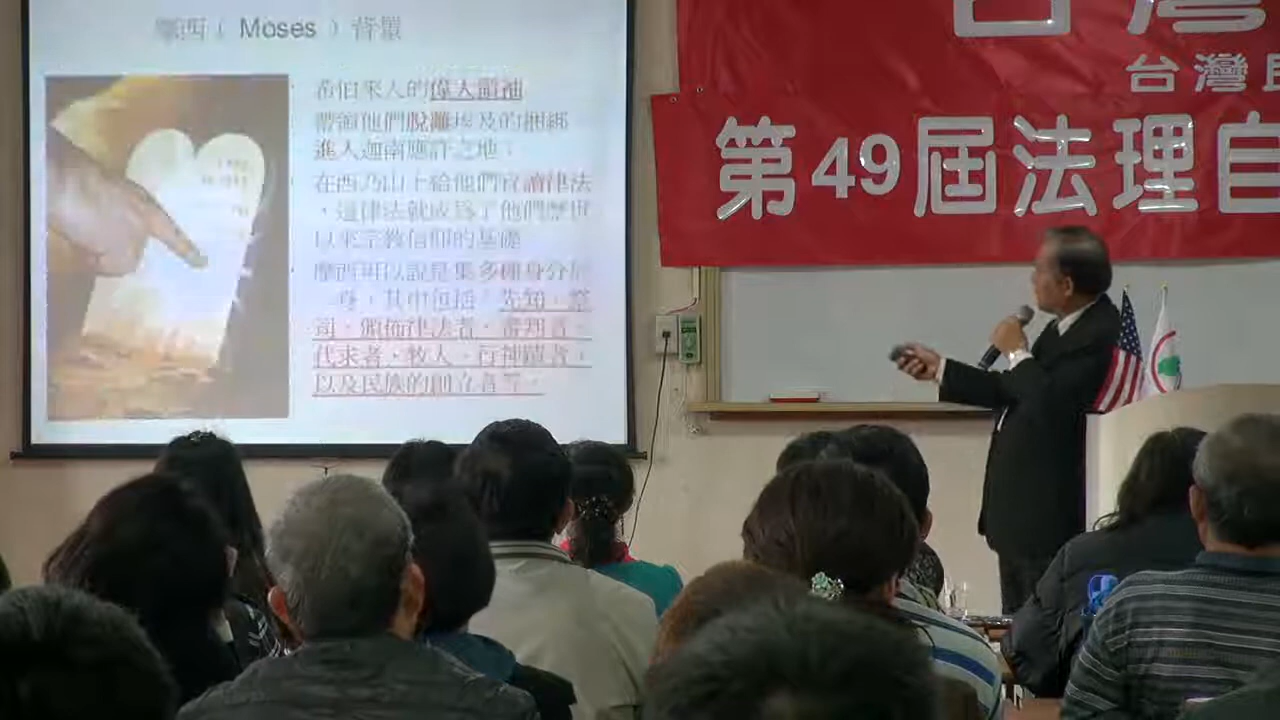 摩西（Moses）背景
希伯來人的偉大領袖
帶領他們脫離埃及的捆綁
進入迦南應許之地；
在西乃山上給他們宣讀律法
，這律法就成為了他們歷世
以來宗教信仰的基礎
摩西可以說是集多種身分於
一身，其中包括：先知、祭
司、頒佈律法者、審判者、
代求者、牧人、行神蹟者、
以及民族的創立者等。
台灣
台灣民
第49屆法理自